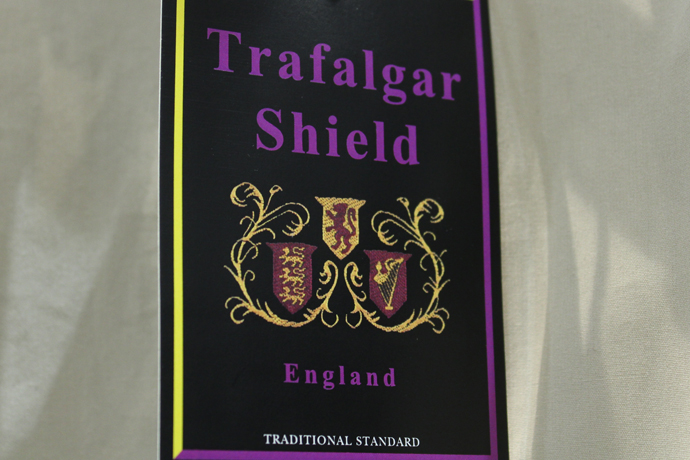 Trafalgar
Shield
England
TRADITIONAL STANDARD